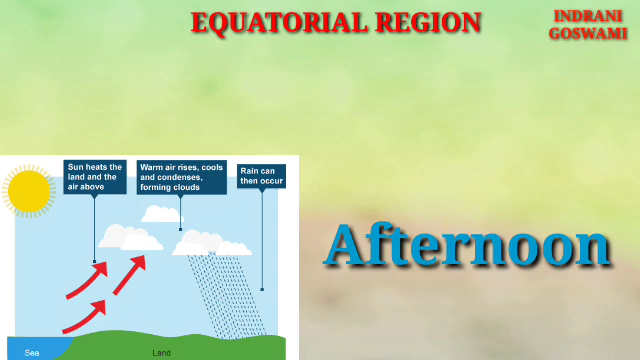 EQUATORIAL REGION
INDRANI
GOSWAMI
Sun heats the
land and the
air above
Warm air rises, cools
and condenses,
forming clouds
Rain can
then occur
Afternoon
Sea
Land